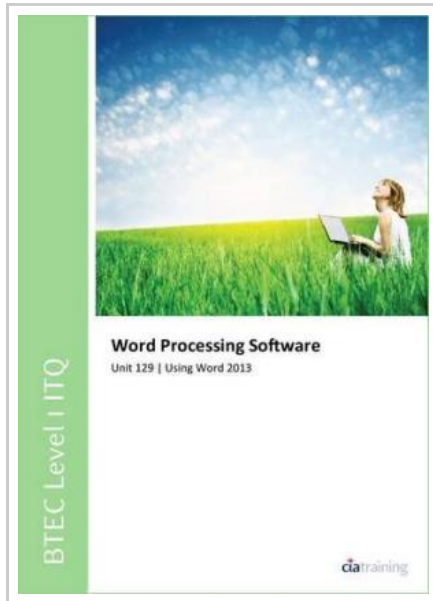 Word Processing Software
Unit 129 | Using Word 2013
BTEC Level 1 ITQ
ciatraining